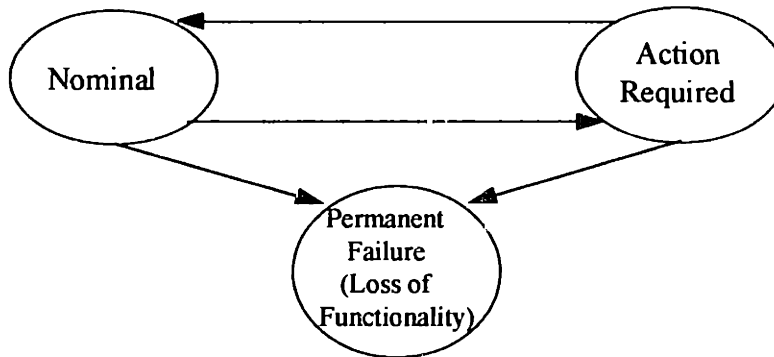 Nominal
Action
Required
Permanent
Failure
(Loss of
Functionality)